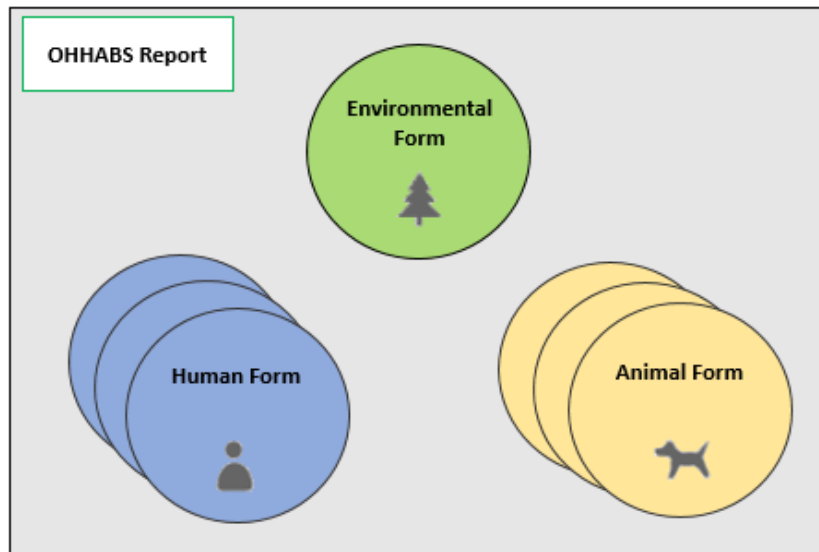 OHHABS Report
Environmental
Form
Human Form
Animal Form